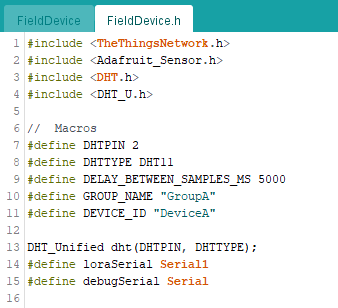 FieldDevice FieldDevice.h
1 #include <TheThingsNetwork.h>
2 #include <Adafruit_Sensor.h>
3 #include <DHT.h>
4 #include <DHT_U.h>
5
6 // Macros
7 #define DHTPIN 2
8 #define DHTTYPE DHT11
9 #define DELAY_BETWEEN_SAMPLES_MS 5000
10 #define GROUP_NAME "GroupA"
11 #define DEVICE_ID "DeviceA"
12
13 DHT_Unified dht(DHTPIN, DHTTYPE);
14 #define loraSerial Serial1
15 #define debugSerial Serial
16